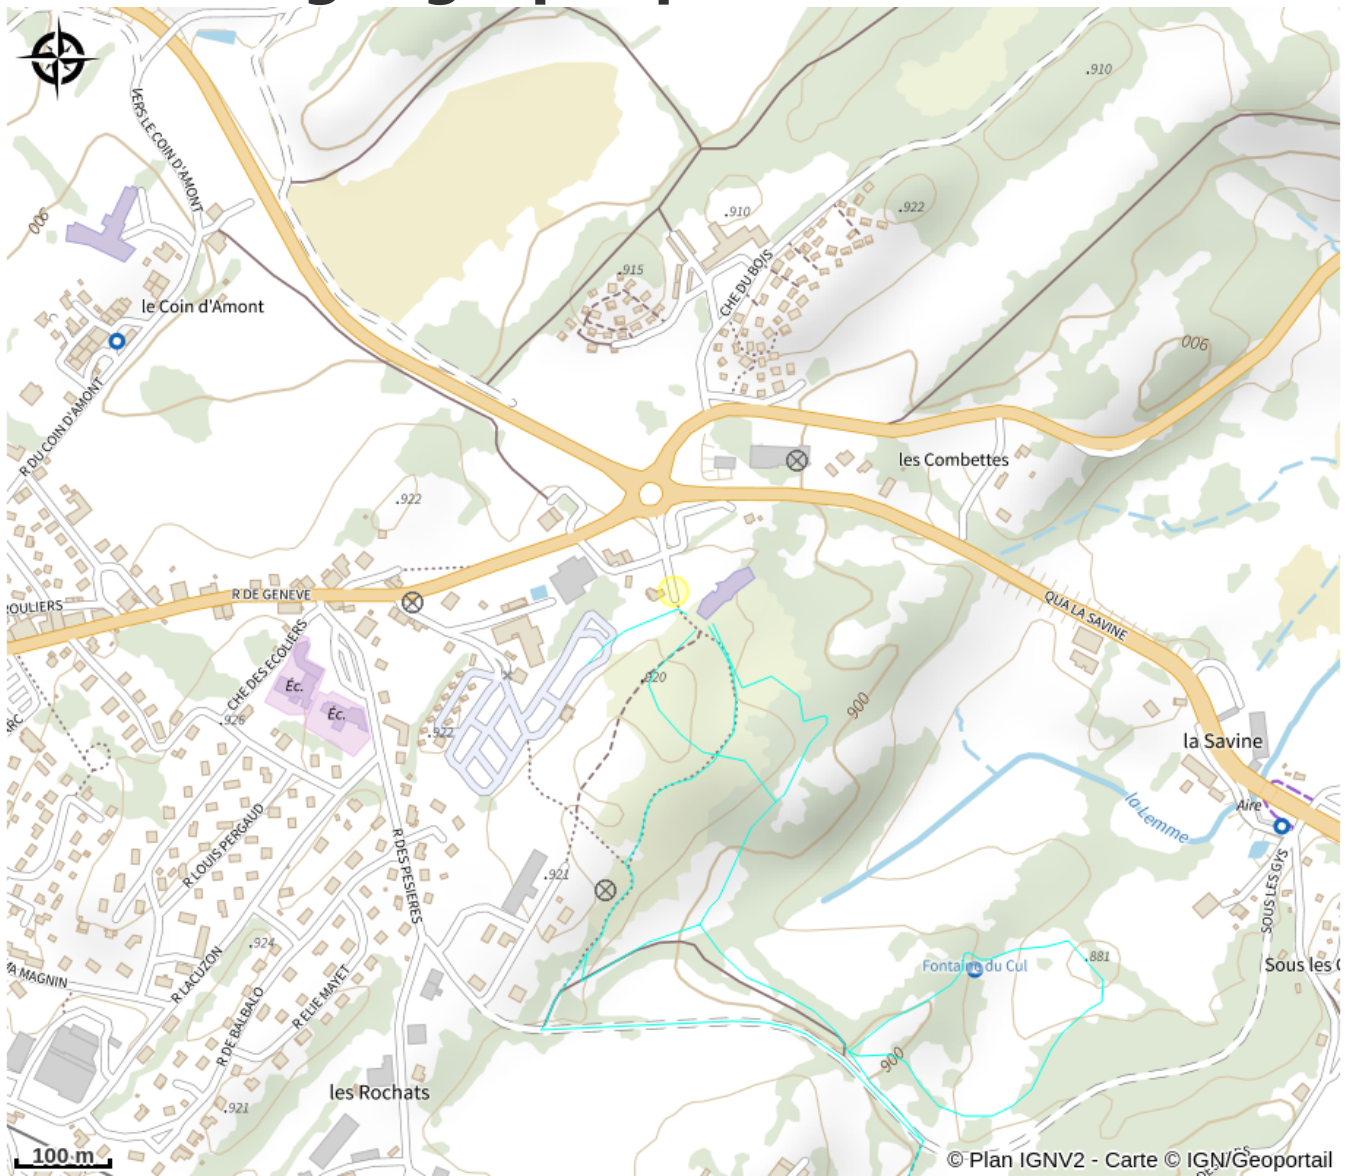 .910
VERS LE COIN D'AMONT
900
.922
.910
.915
CHE DU BOIS
le Coin d'Amont
900
R DU COIN D'AMONT
les Combettes
.922
R DE GENEVE
QUA LA SAVINE
CHE DES ECOLIERS
Éc.
.920
Éc.
.926
900
.922
la Savine
Aire
la Lemme
R LOUIS PERGAUD
R DES PESIERES
.921
SOUS LES GYS
.924
.881
Fontaine du Cul
MAGNIN
R LACUZON
Sous les
R ELIE MAYET
R DE BALBALO
900
les Rochats
.921
100 m
© Plan IGNV2 - Carte © IGN/Geoportail